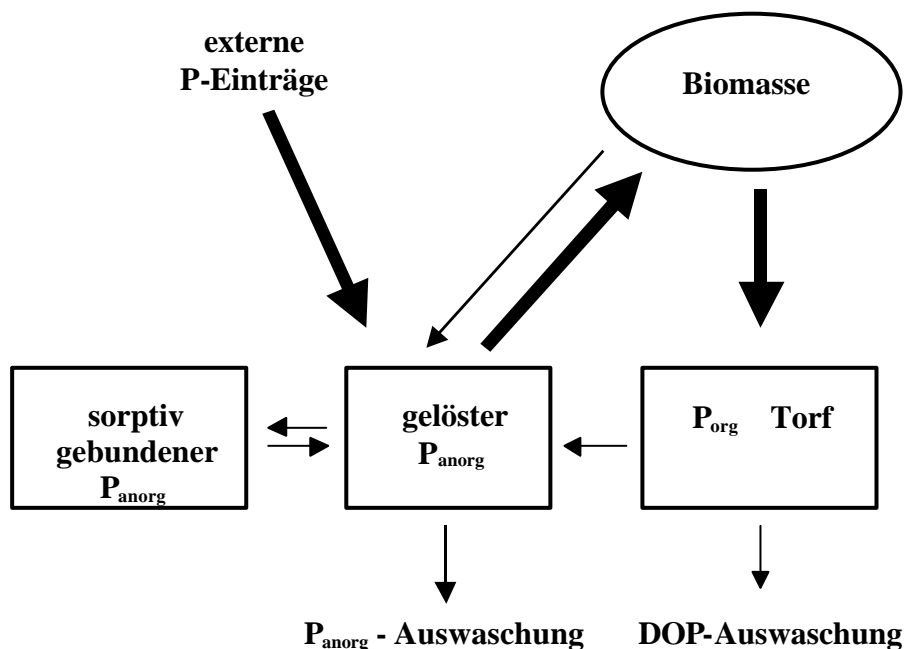 externe
P-Einträge
Biomasse
sorptiv
gebundener
Panorg
gelöster
Panorg
Porg Torf
Panorg - Auswaschung
DOP-Auswaschung